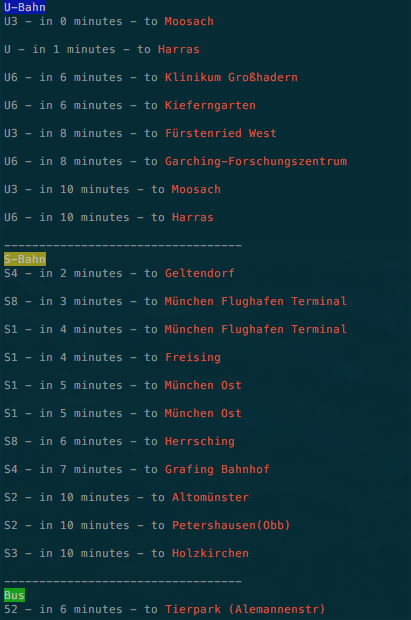 U-Bahn
U3 - in 0 minutes - to Moosach
U - in 1 minutes - to Harras
U6 - in 6 minutes - to Klinikum Großhadern
U6 - in 6 minutes - to Kieferngarten
U3 - in 8 minutes - to Fürstenried West
U6 - in 8 minutes - to Garching-Forschungszentrum
U3 - in 10 minutes - to Moosach
U6 - in 10 minutes - to Harras
----------------------------------
S-Bahn
S4 - in 2 minutes - to Geltendorf
S8 - in 3 minutes - to München Flughafen Terminal
S1 - in 4 minutes - to München Flughafen Terminal
S1 - in 4 minutes - to Freising
S1 - in 5 minutes - to München Ost
S1 - in 5 minutes - to München Ost
S8 - in 6 minutes - to Herrsching
S4 - in 7 minutes - to Grafing Bahnhof
S2 - in 10 minutes - to Altomünster
S2 - in 10 minutes - to Petershausen(Obb)
S3 - in 10 minutes - to Holzkirchen
----------------------------------
Bus
52 - in 6 minutes - to Tierpark (Alemannenstr)